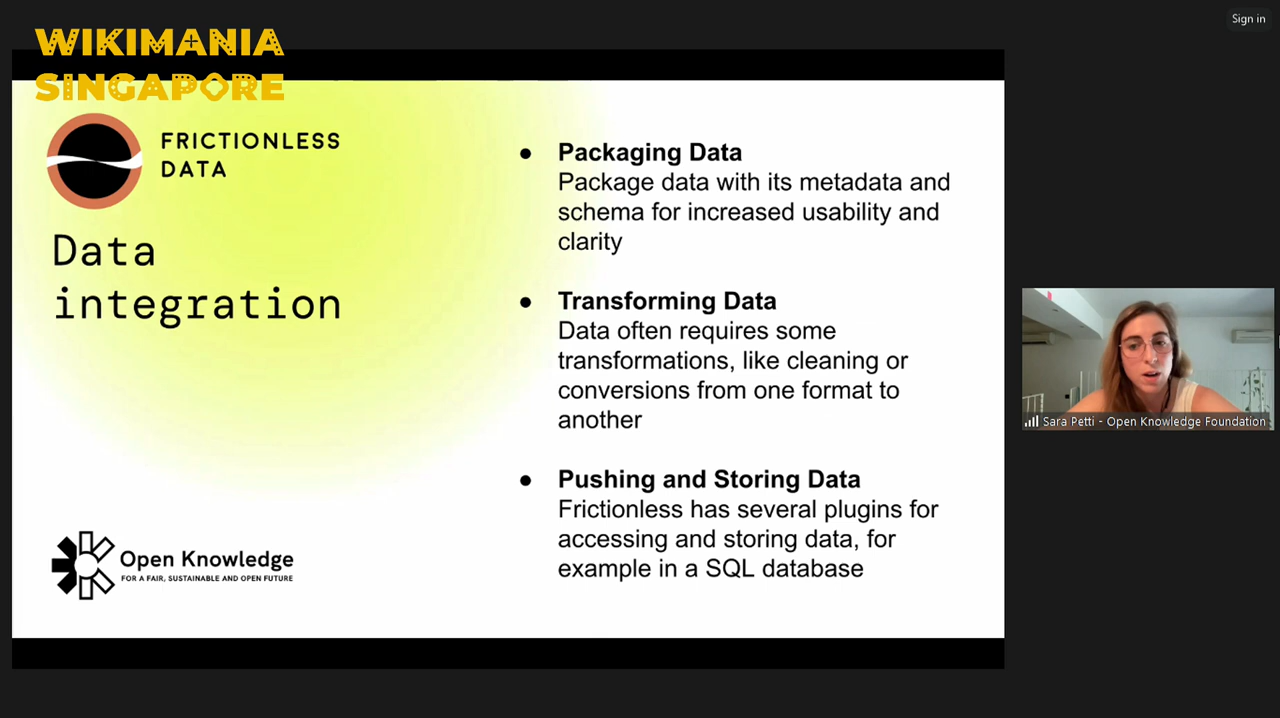 Sign in
WIKIMANIA
SINGAPORE
FRICTIONLESS
DATA
Data
integration
Open Knowledge
FOR A FAIR, SUSTAINABLE AND OPEN FUTURE
● Packaging Data
Package data with its metadata and
schema for increased usability and
clarity
● Transforming Data
Data often requires some
transformations, like cleaning or
conversions from one format to
another
● Pushing and Storing Data
Frictionless has several plugins for
accessing and storing data, for
example in a SQL database
Sara Petti - Open Knowledge Foundation